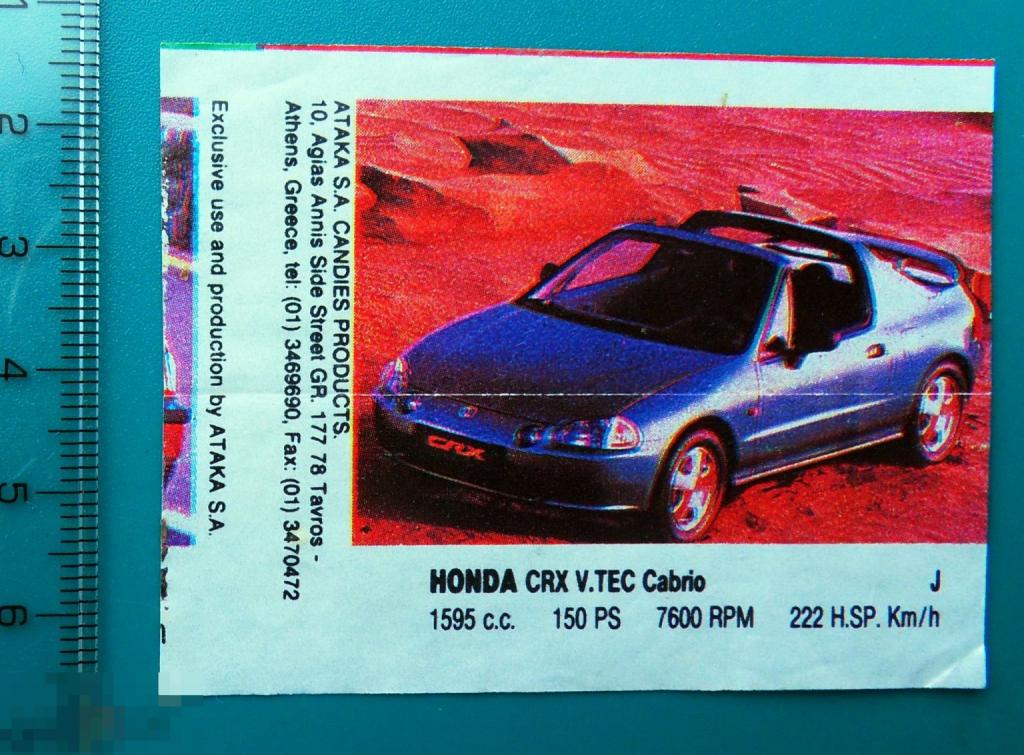 1
2
3
4
5
6
ATAKA S.A. CANDIES PRODUCTS.
10, Agias Annis Side Street GR. 177 78 Tavros -
Athens, Greece, tel: (01) 3469690, Fax: (01) 3470472
Exclusive use and production by ATAKA S.A.
CRX
HONDA CRX V.TEC Cabrio J
1595 c.c. 150 PS 7600 RPM 222 H.SP. Km/h